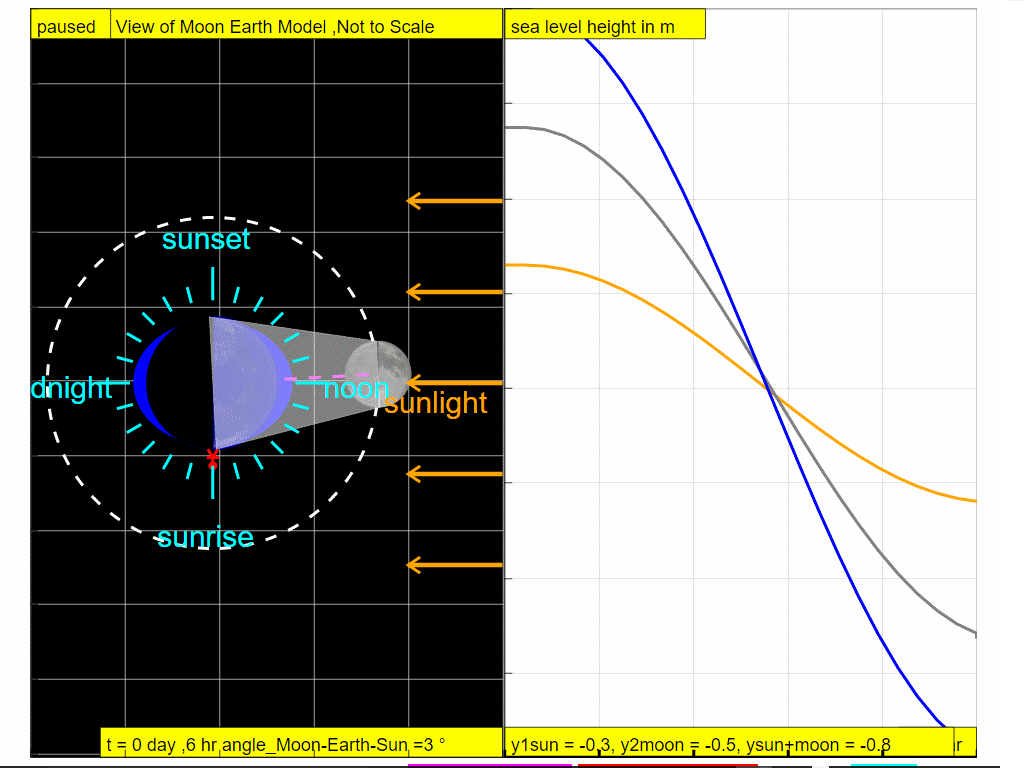 paused
View of Moon Earth Model ,Not to Scale
sea level height in m
sunset
dnight
noon
sunlight
sunrise
t = 0 day ,6 hr angle_Moon-Earth-Sun =3 °
y1sun = -0.3, y2moon = -0.5, ysun+moon = -0.8